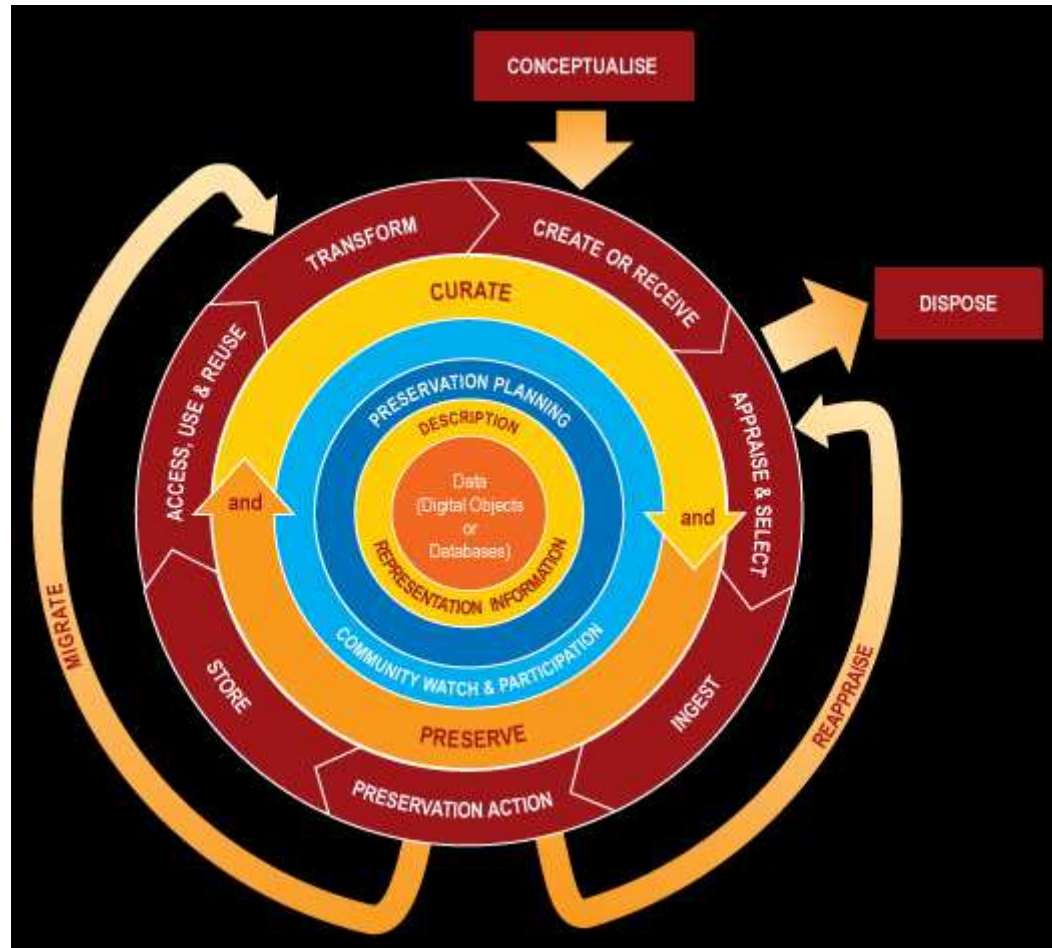 CONCEPTUALISE
CREATE OR RECEIVE
DISPOSE
APPRAISE & SELECT
REAPPRAISE
INGEST
PRESERVATION ACTION
STORE
MIGRATE
ACCESS, USE & REUSE
TRANSFORM
CURATE
and
PRESERVE
and
COMMUNITY WATCH & PARTICIPATION
PRESERVATION PLANNING
DESCRIPTION
REPRESENTATION INFORMATION
Data
(Digital Objects
or
Databases)